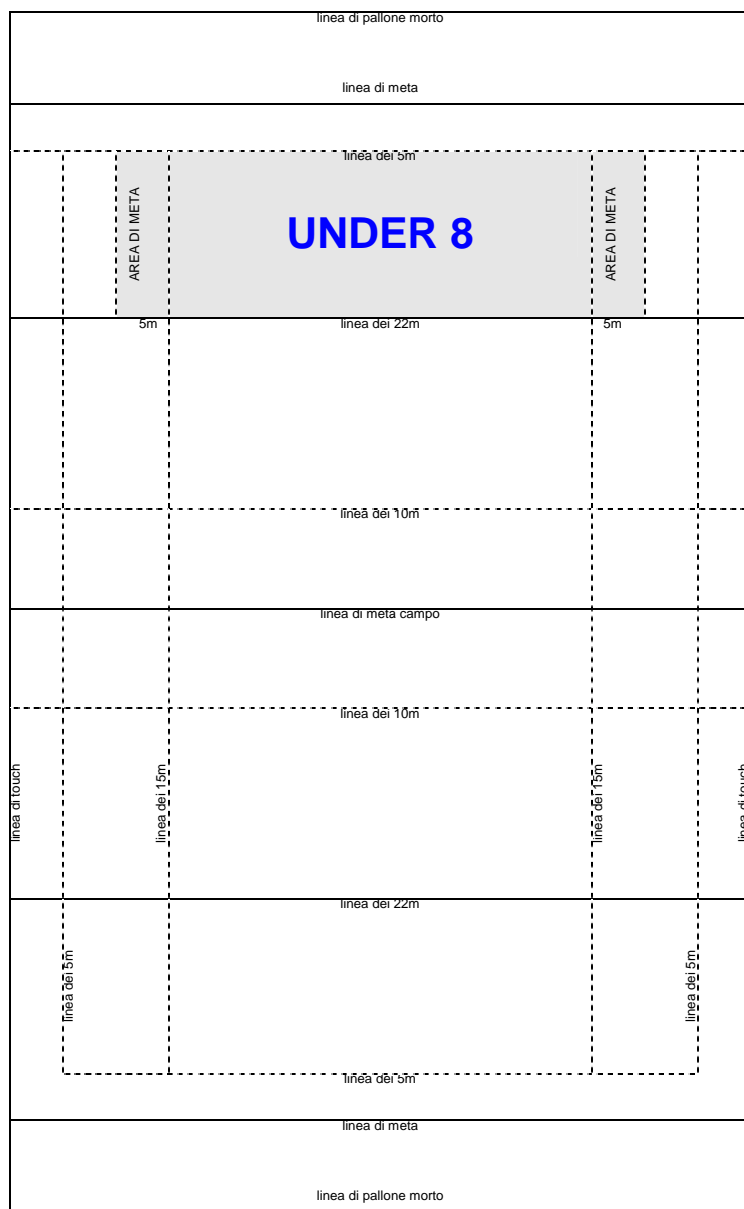 linea di pallone morto
linea di meta
linea dei 5m
AREA DI META
UNDER 8
AREA DI META
5m
linea dei 22m
5m
linea dei 10m
linea di meta campo
linea dei 10m
linea di touch
linea dei 15m
linea dei 15m
linea di touch
linea dei 22m
linea dei 5m
linea dei 5m
linea dei 5m
linea di meta
linea di pallone morto